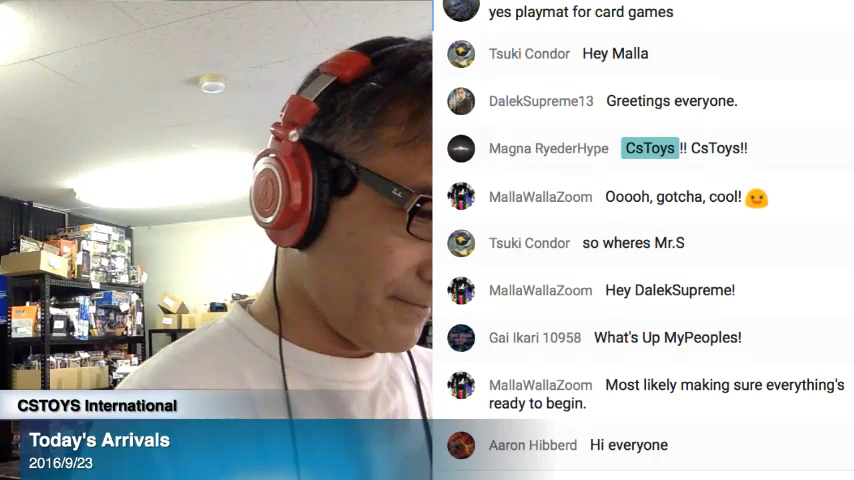 yes playmat for card games
Tsuki Condor Hey Malla
DalekSupreme13 Greetings everyone.
Magna RyederHype CsToys!! CsToys!!
MallaWallaZoom Ooooh, gotcha, cool!
Tsuki Condor so wheres Mr.S
MallaWallaZoom Hey DalekSupreme!
Gai Ikari 10958 What's Up MyPeoples!
MallaWallaZoom Most likely making sure everything's
ready to begin.
Aaron Hibberd Hi everyone
CSTOYS International
Today's Arrivals
2016/9/23